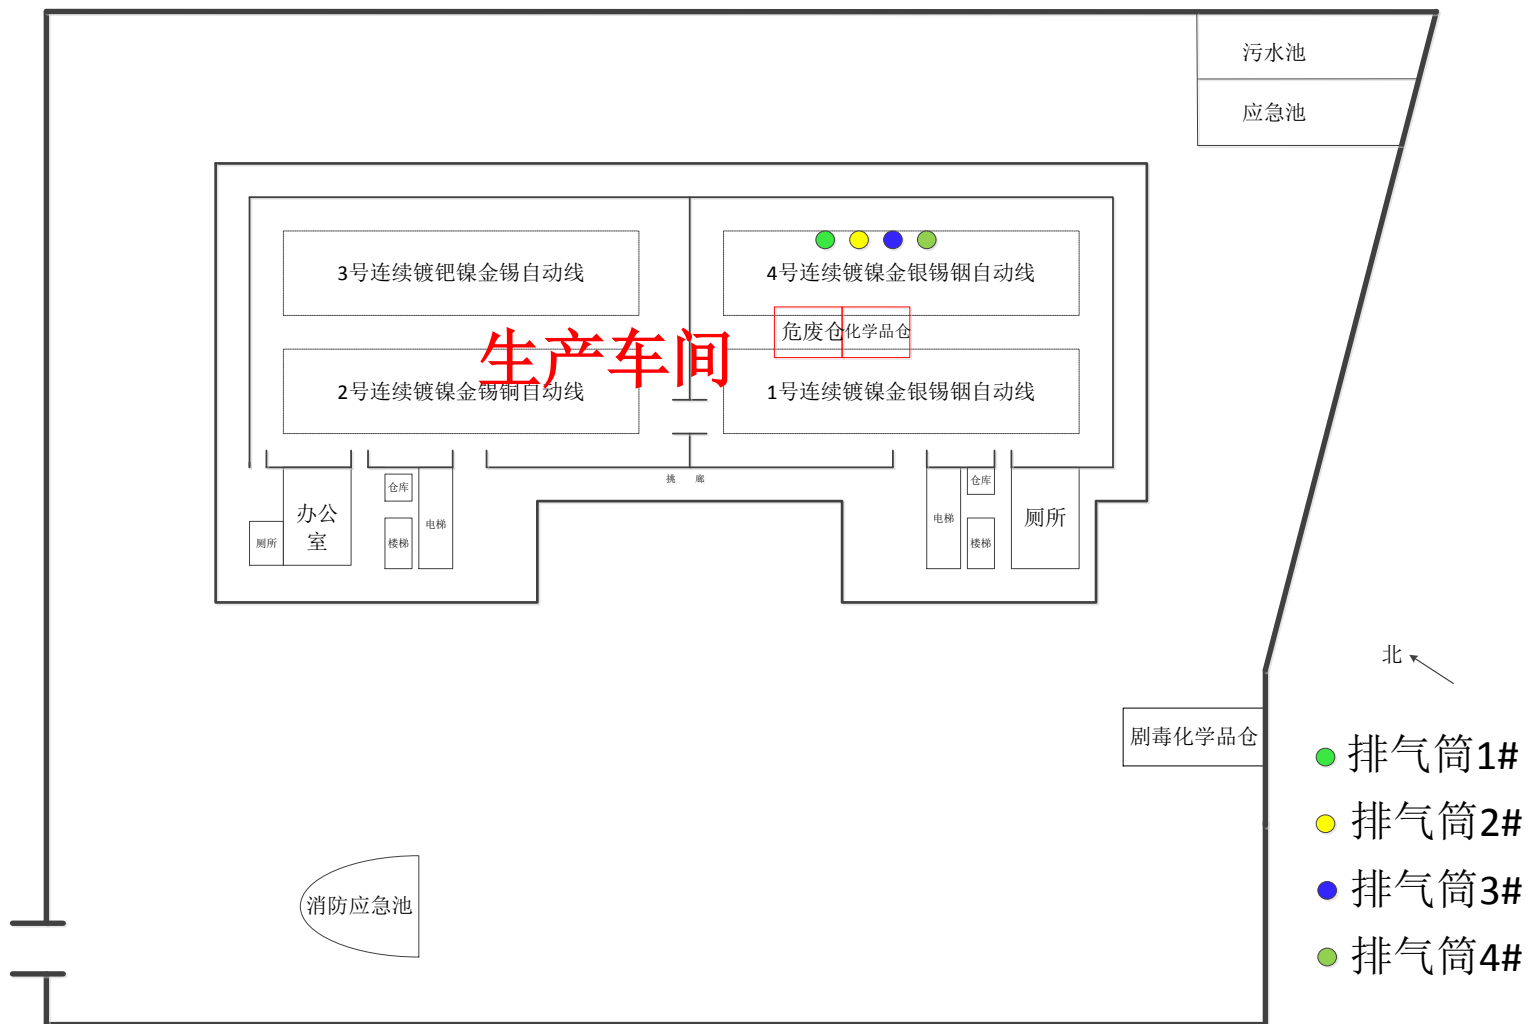 污水池
应急池
3号连续镀钯镍金锡自动线
4号连续镀镍金银锡铟自动线
生产车间
危废仓
化学品仓
2号连续镀镍金锡铜自动线
1号连续镀镍金银锡铟自动线
挑 廊
办公
室
厕所
仓库
楼梯
电梯
电梯
仓库
楼梯
厕所
北
剧毒化学品仓
排气筒1#
排气筒2#
排气筒3#
排气筒4#
消防应急池